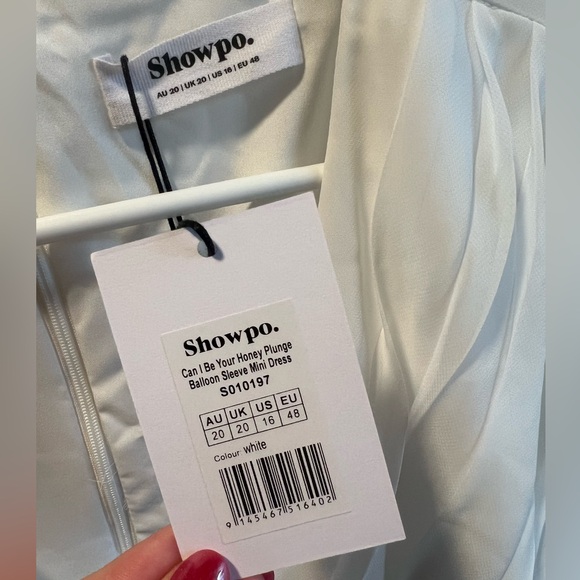 Showpo.
AU 20 | UK 20 | US 16 | EU 48
Showpo.
Can I Be Your Honey Plunge
Balloon Sleeve Mini Dress
S010197
AU UK US EU
20 20 16 48
Colour: white
9 145467 516402